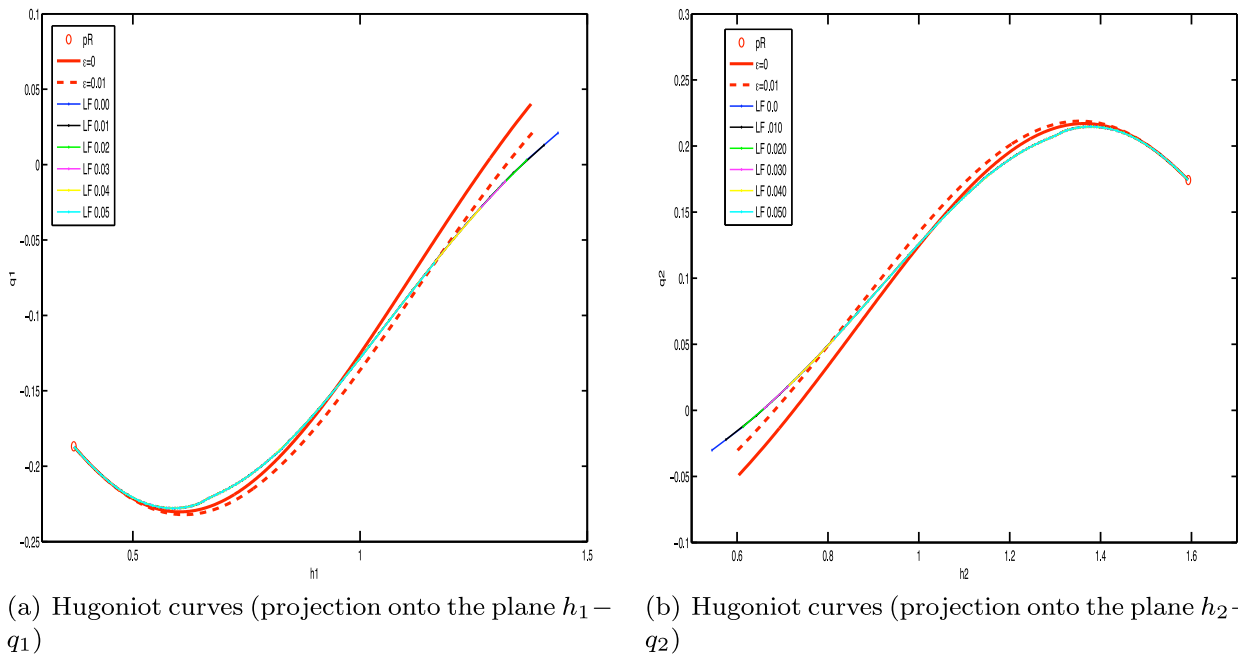 0.1
0.05
0
−0.05
−0.1
−0.15
−0.2
−0.25
q1
0.5
1
1.5
h1
pR
ε=0
ε=0.01
LF 0.00
LF 0.01
LF 0.02
LF 0.03
LF 0.04
LF 0.05
(a) Hugoniot curves (projection onto the plane h₁−
q₁)
0.3
0.25
0.2
0.15
0.1
0.05
0
−0.05
−0.1
q2
0.6
0.8
1
1.2
1.4
1.6
h2
pR
ε=0
ε=0.01
LF 0.0
LF .010
LF 0.020
LF 0.030
LF 0.040
LF 0.050
(b) Hugoniot curves (projection onto the plane h₂-
q₂)